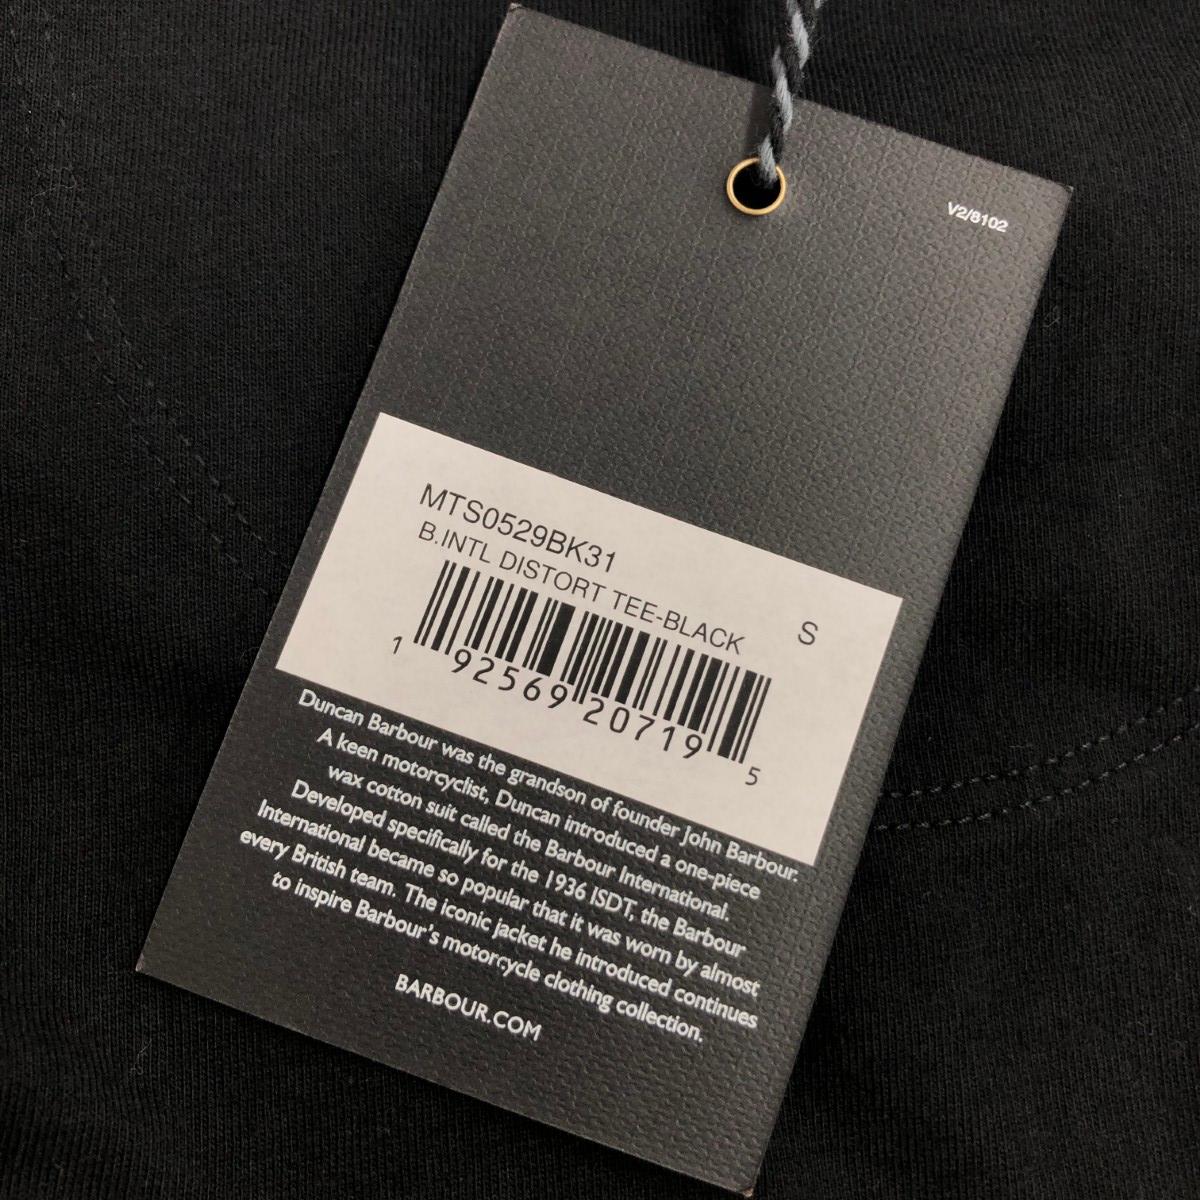 V2/8102
MTS0529BK31
B.INTL DISTORT TEE-BLACK
S
1 92569 20719 5
Duncan Barbour was the grandson of founder John Barbour.
A keen motorcyclist, Duncan introduced a one-piece
wax cotton suit called the Barbour International.
Developed specifically for the 1936 ISDT, the Barbour
International became so popular that it was worn by almost
every British team. The iconic jacket he introduced continues
to inspire Barbour's motorcycle clothing collection.
BARBOUR.COM